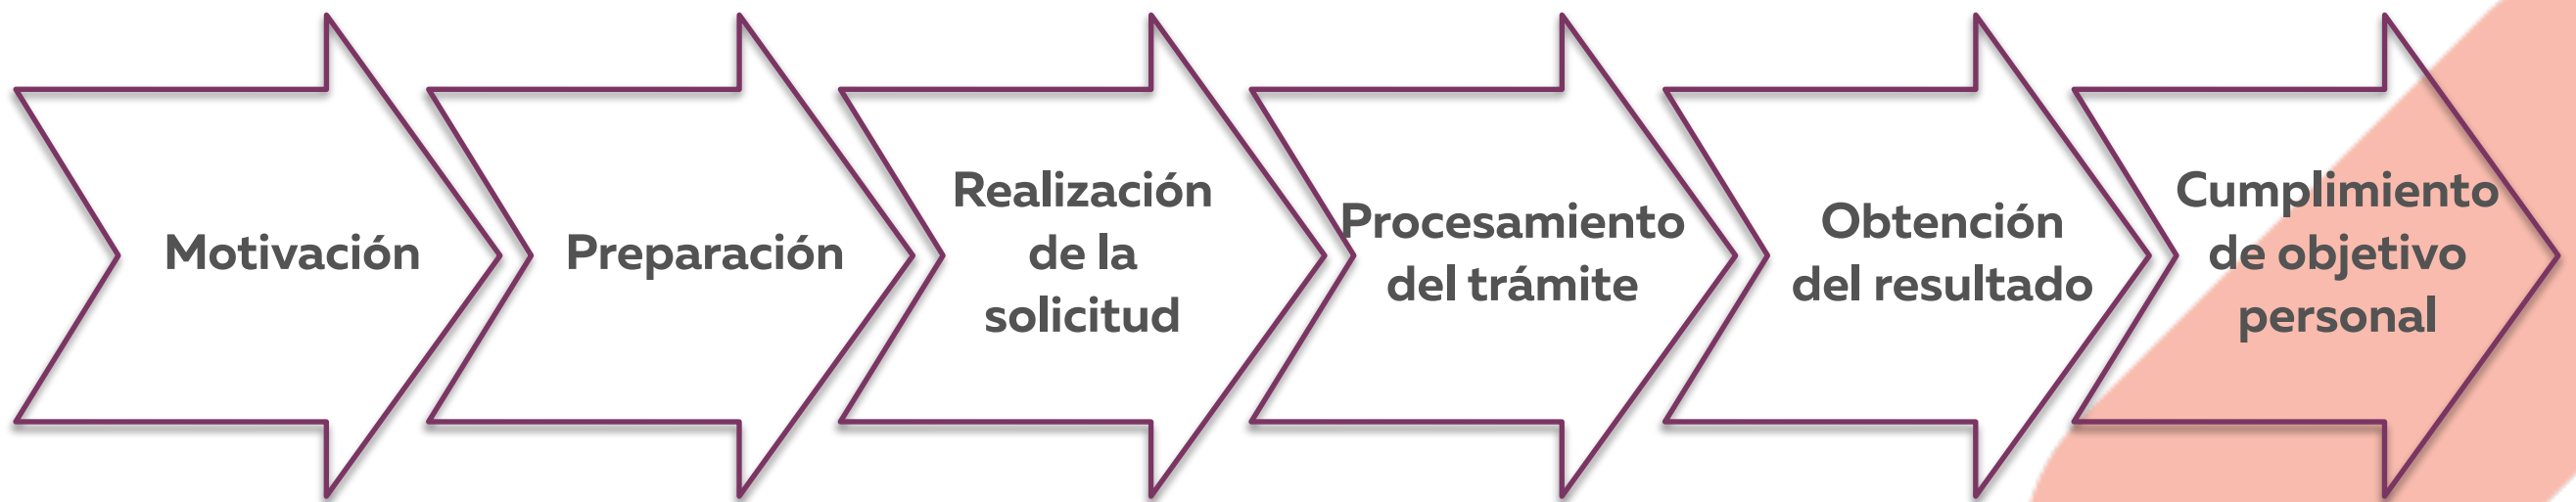 Motivación
Preparación
Realización
de la
solicitud
Procesamiento
del trámite
Obtención
del resultado
Cumplimiento
de objetivo
personal